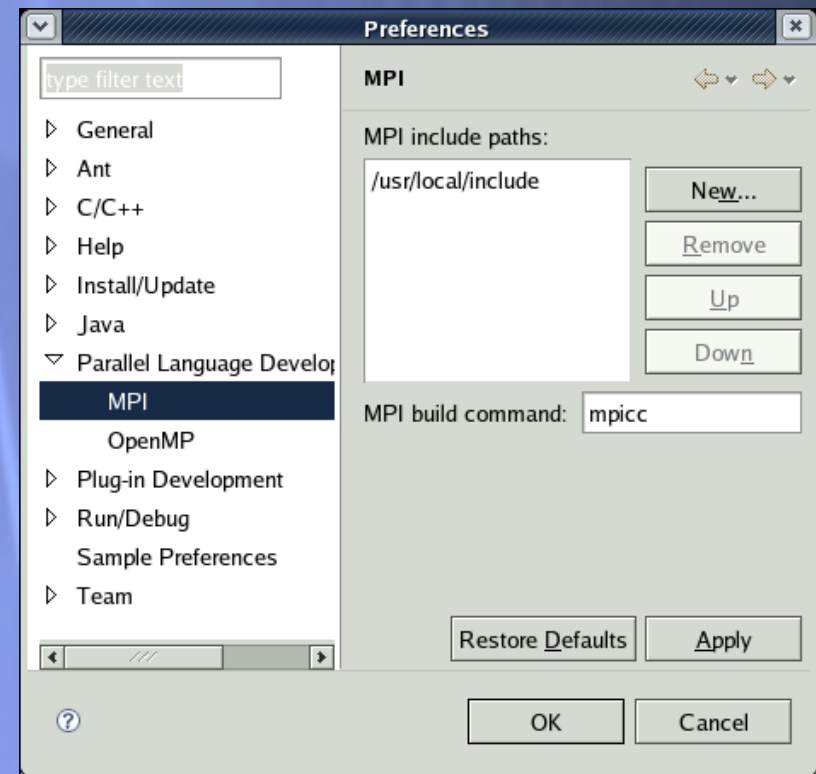 Preferences
type filter text
General
Ant
C/C++
Help
Install/Update
Java
Parallel Language Develop
MPI
OpenMP
Plug-in Development
Run/Debug
Sample Preferences
Team
MPI
MPI include paths:
/usr/local/include
New...
Remove
Up
Down
MPI build command: mpicc
Restore Defaults
Apply
?
OK
Cancel